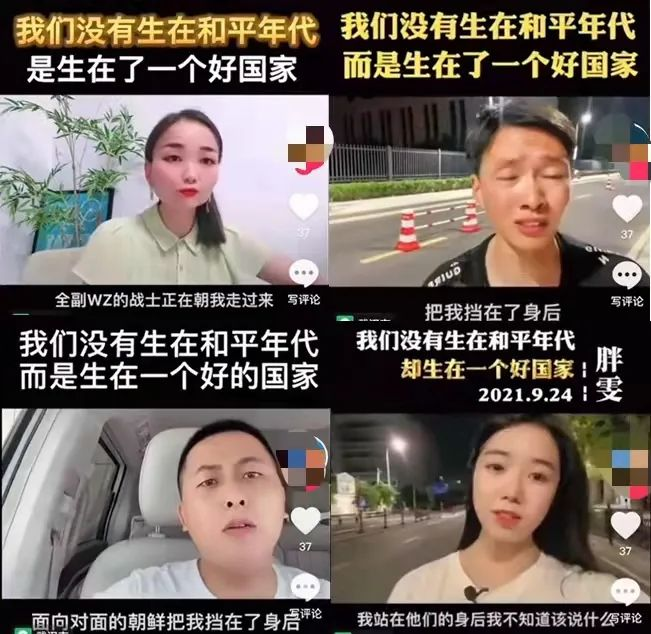 我们没有生在和平年代
是生在了一个好国家
37
写评论
全副WZ的战士正在朝我走过来
我们没有生在和平年代
而是生在了一个好国家
37
写评论
把我挡在了身后
我们没有生在和平年代
而是生在一个好的国家
37
写评论
面向对面的朝鲜把我挡在了身后
我们没有生在和平年代
却生在一个好国家
2021.9.24
胖雯
37
写评论
我站在他们的身后我不知道该说什么